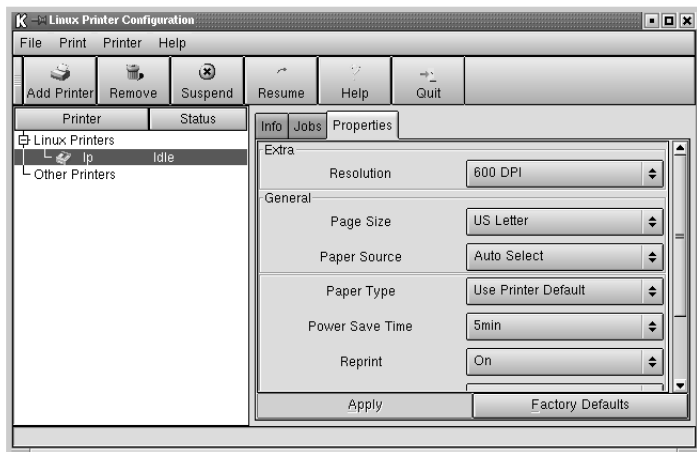 Linux Printer Configuration
File Print Printer Help
Add Printer Remove Suspend Resume Help Quit
Printer Status
Linux Printers
lp Idle
Other Printers
Info Jobs Properties
Extra
Resolution 600 DPI
General
Page Size US Letter
Paper Source Auto Select
Paper Type Use Printer Default
Power Save Time 5min
Reprint On
Apply Factory Defaults